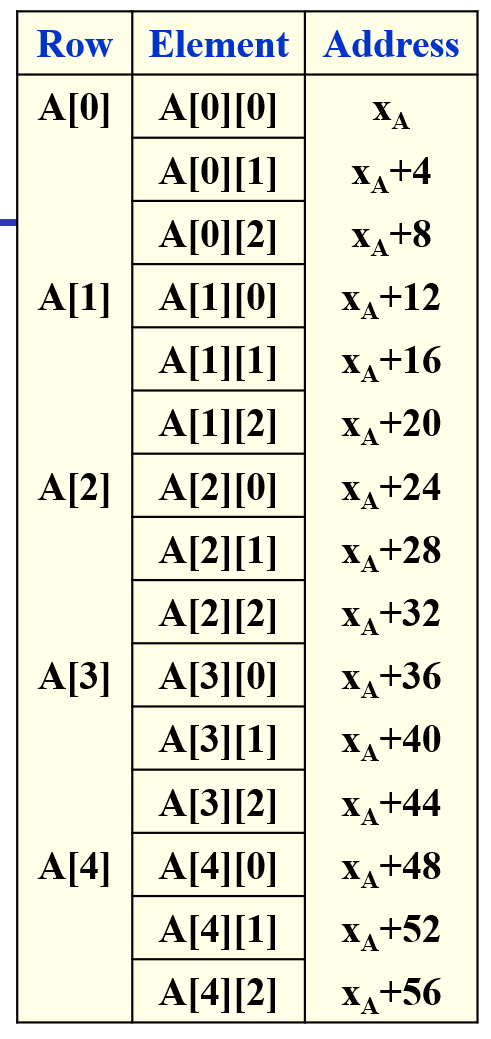 Row Element Address
A[0] A[0][0] xA
A[0][1] xA+4
A[0][2] xA+8
A[1] A[1][0] xA+12
A[1][1] xA+16
A[1][2] xA+20
A[2] A[2][0] xA+24
A[2][1] xA+28
A[2][2] xA+32
A[3] A[3][0] xA+36
A[3][1] xA+40
A[3][2] xA+44
A[4] A[4][0] xA+48
A[4][1] xA+52
A[4][2] xA+56